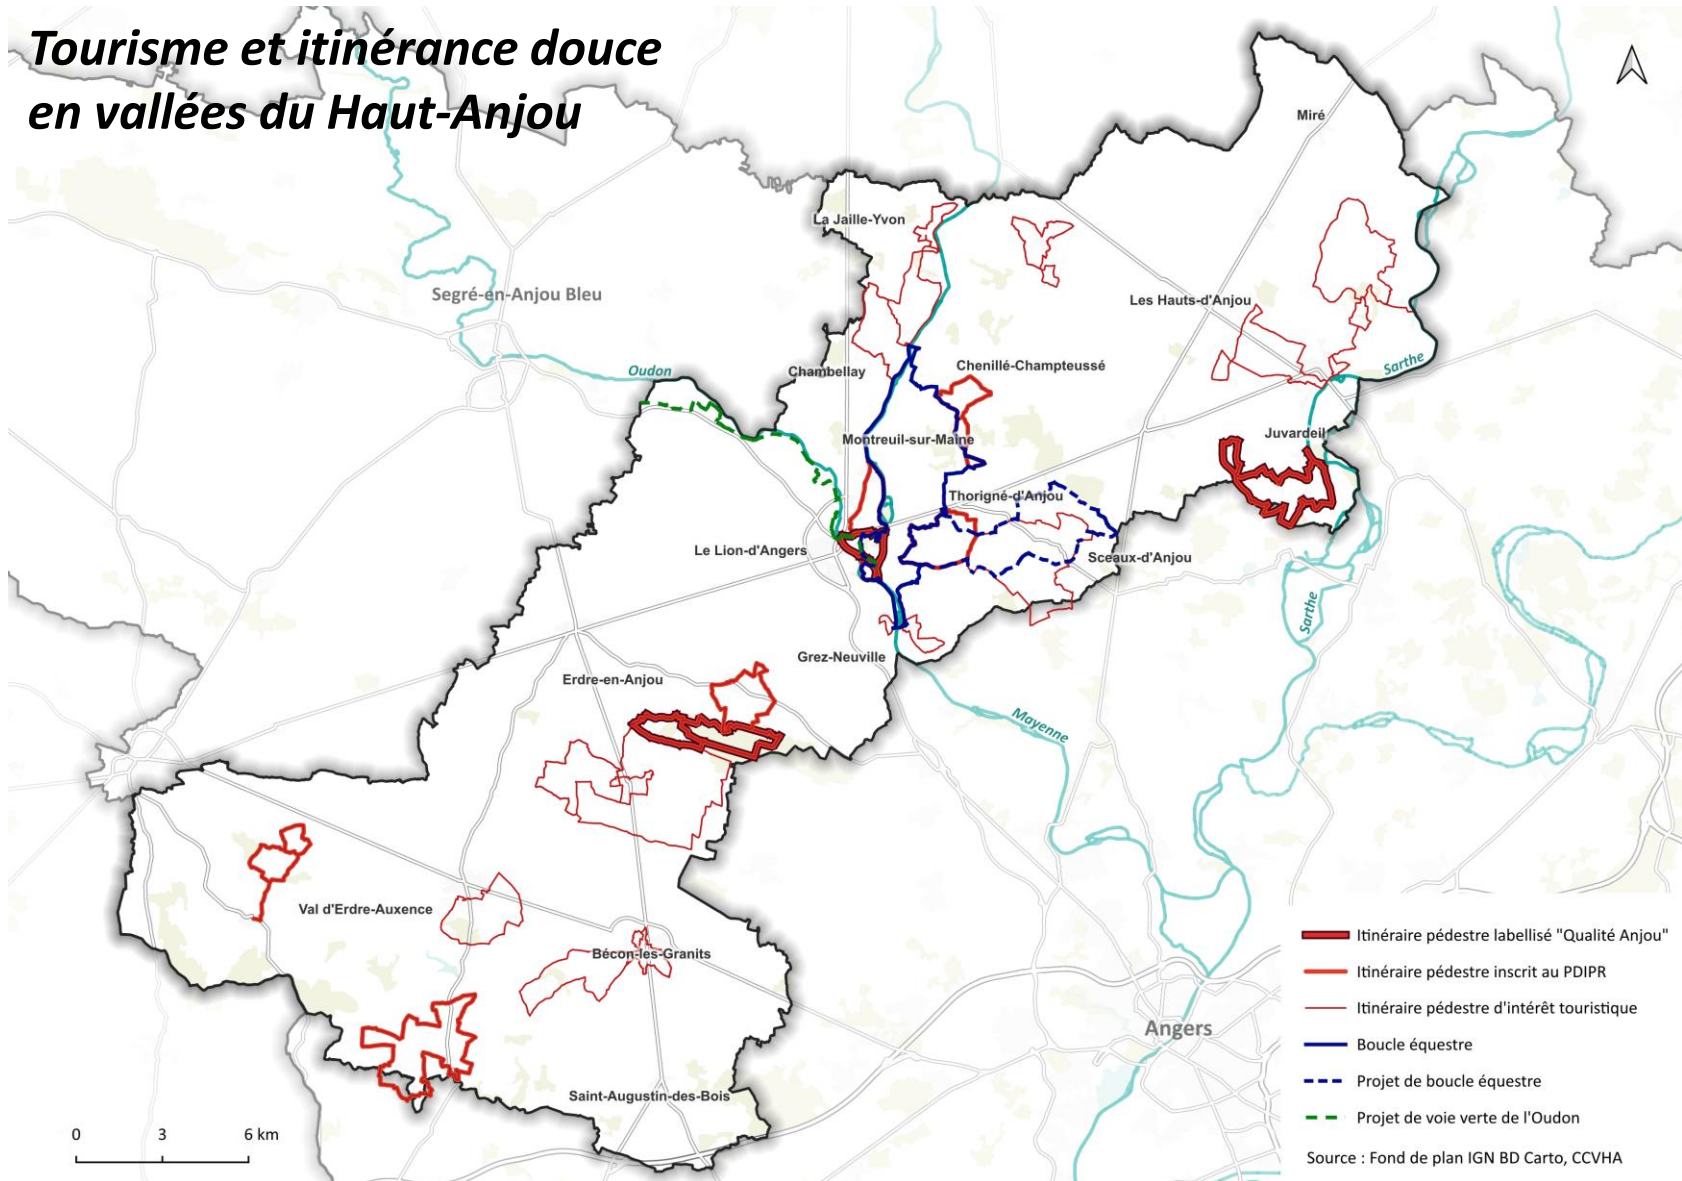 Tourisme et itinérance douce
en vallées du Haut-Anjou
Miré
La Jaille-Yvon
Segré-en-Anjou Bleu
Les Hauts-d'Anjou
Oudon
Chambellay
Chenillé-Champteussé
Sarthe
Montreuil-sur-Maine
Juvardeil
Thorigné-d'Anjou
Le Lion-d'Angers
Sceaux-d'Anjou
Sarthe
Grez-Neuville
Erdre-en-Anjou
Mayenne
Val d'Erdre-Auxence
Bécon-les-Granits
Angers
Saint-Augustin-des-Bois
0 3 6 km
Itinéraire pédestre labellisé "Qualité Anjou"
Itinéraire pédestre inscrit au PDIPR
Itinéraire pédestre d'intérêt touristique
Boucle équestre
Projet de boucle équestre
Projet de voie verte de l'Oudon
Source : Fond de plan IGN BD Carto, CCVHA